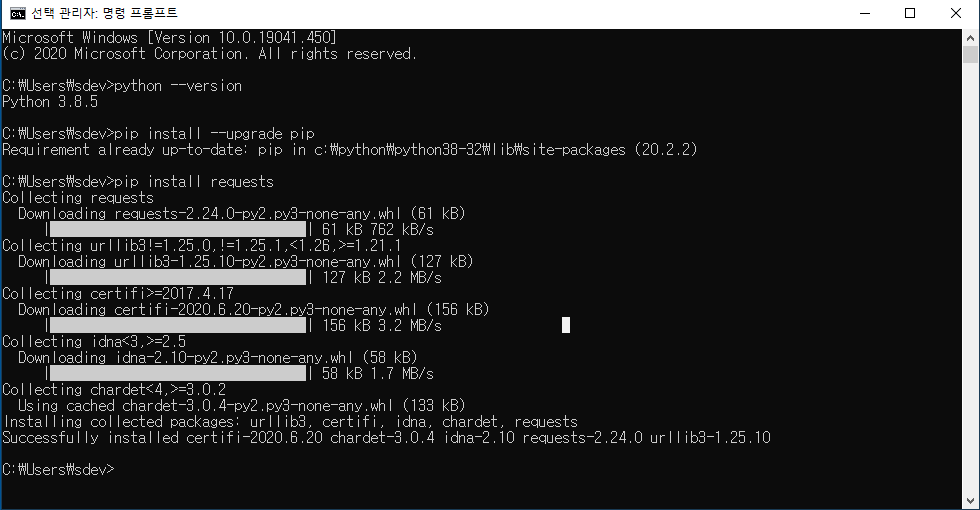 선택 관리자: 명령 프롬프트
Microsoft Windows [Version 10.0.19041.450]
(c) 2020 Microsoft Corporation. All rights reserved.
C:₩Users₩sdev>python --version
Python 3.8.5
C:₩Users₩sdev>pip install --upgrade pip
Requirement already up-to-date: pip in c:₩python₩python38-32₩lib₩site-packages (20.2.2)
C:₩Users₩sdev>pip install requests
Collecting requests
  Downloading requests-2.24.0-py2.py3-none-any.whl (61 kB)
     |████████████████████████████████| 61 kB 762 kB/s
Collecting urllib3!=1.25.0,!=1.25.1,<1.26,>=1.21.1
  Downloading urllib3-1.25.10-py2.py3-none-any.whl (127 kB)
     |████████████████████████████████| 127 kB 2.2 MB/s
Collecting certifi>=2017.4.17
  Downloading certifi-2020.6.20-py2.py3-none-any.whl (156 kB)
     |████████████████████████████████| 156 kB 3.2 MB/s
Collecting idna<3,>=2.5
  Downloading idna-2.10-py2.py3-none-any.whl (58 kB)
     |████████████████████████████████| 58 kB 1.7 MB/s
Collecting chardet<4,>=3.0.2
  Using cached chardet-3.0.4-py2.py3-none-any.whl (133 kB)
Installing collected packages: urllib3, certifi, idna, chardet, requests
Successfully installed certifi-2020.6.20 chardet-3.0.4 idna-2.10 requests-2.24.0 urllib3-1.25.10
C:₩Users₩sdev>